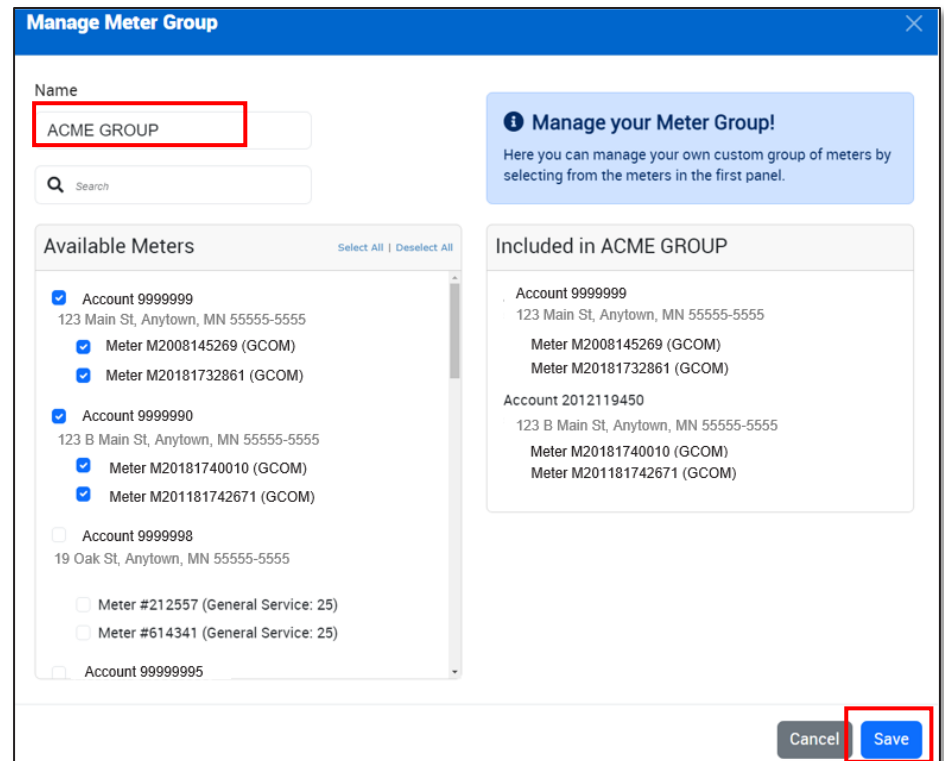 Manage Meter Group
Name
ACME GROUP
Search
Manage your Meter Group!
Here you can manage your own custom group of meters by
selecting from the meters in the first panel.
Available Meters
Select All | Deselect All
Account 9999999
123 Main St, Anytown, MN 55555-5555
Meter M2008145269 (GCOM)
Meter M20181732861 (GCOM)
Account 9999990
123 B Main St, Anytown, MN 55555-5555
Meter M20181740010 (GCOM)
Meter M201181742671 (GCOM)
Account 9999998
19 Oak St, Anytown, MN 55555-5555
Meter #212557 (General Service: 25)
Meter #614341 (General Service: 25)
Account 99999995
Included in ACME GROUP
Account 9999999
123 Main St, Anytown, MN 55555-5555
Meter M2008145269 (GCOM)
Meter M20181732861 (GCOM)
Account 2012119450
123 B Main St, Anytown, MN 55555-5555
Meter M20181740010 (GCOM)
Meter M201181742671 (GCOM)
Cancel
Save